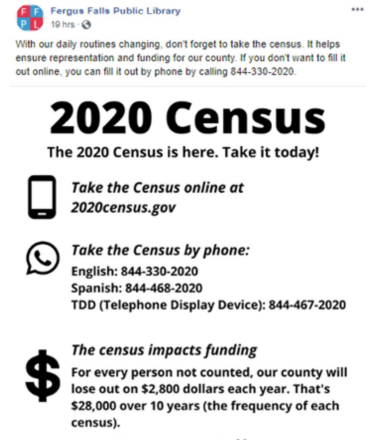 F F
P L
Fergus Falls Public Library
19 hrs ·
With our daily routines changing, don't forget to take the census. It helps
ensure representation and funding for our county. If you don't want to fill it
out online, you can fill it out by phone by calling 844-330-2020.
2020 Census
The 2020 Census is here. Take it today!
Take the Census online at
2020census.gov
Take the Census by phone:
English: 844-330-2020
Spanish: 844-468-2020
TDD (Telephone Display Device): 844-467-2020
$
The census impacts funding
For every person not counted, our county will
lose out on $2,800 dollars each year. That's
$28,000 over 10 years (the frequency of each
census).